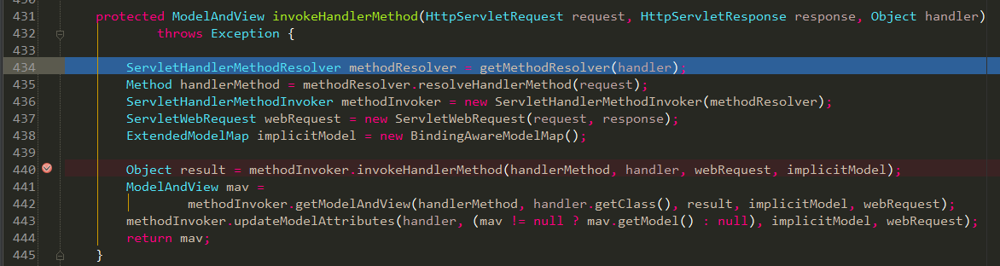 431 protected ModelAndView invokeHandlerMethod(HttpServletRequest request, HttpServletResponse response, Object handler)
432 throws Exception {
433
434 ServletHandlerMethodResolver methodResolver = getMethodResolver(handler);
435 Method handlerMethod = methodResolver.resolveHandlerMethod(request);
436 ServletHandlerMethodInvoker methodInvoker = new ServletHandlerMethodInvoker(methodResolver);
437 ServletWebRequest webRequest = new ServletWebRequest(request, response);
438 ExtendedModelMap implicitModel = new BindingAwareModelMap();
439
440 Object result = methodInvoker.invokeHandlerMethod(handlerMethod, handler, webRequest, implicitModel);
441 ModelAndView mav =
442 methodInvoker.getModelAndView(handlerMethod, handler.getClass(), result, implicitModel, webRequest);
443 methodInvoker.updateModelAttributes(handler, (mav != null ? mav.getModel() : null), implicitModel, webRequest);
444 return mav;
445 }